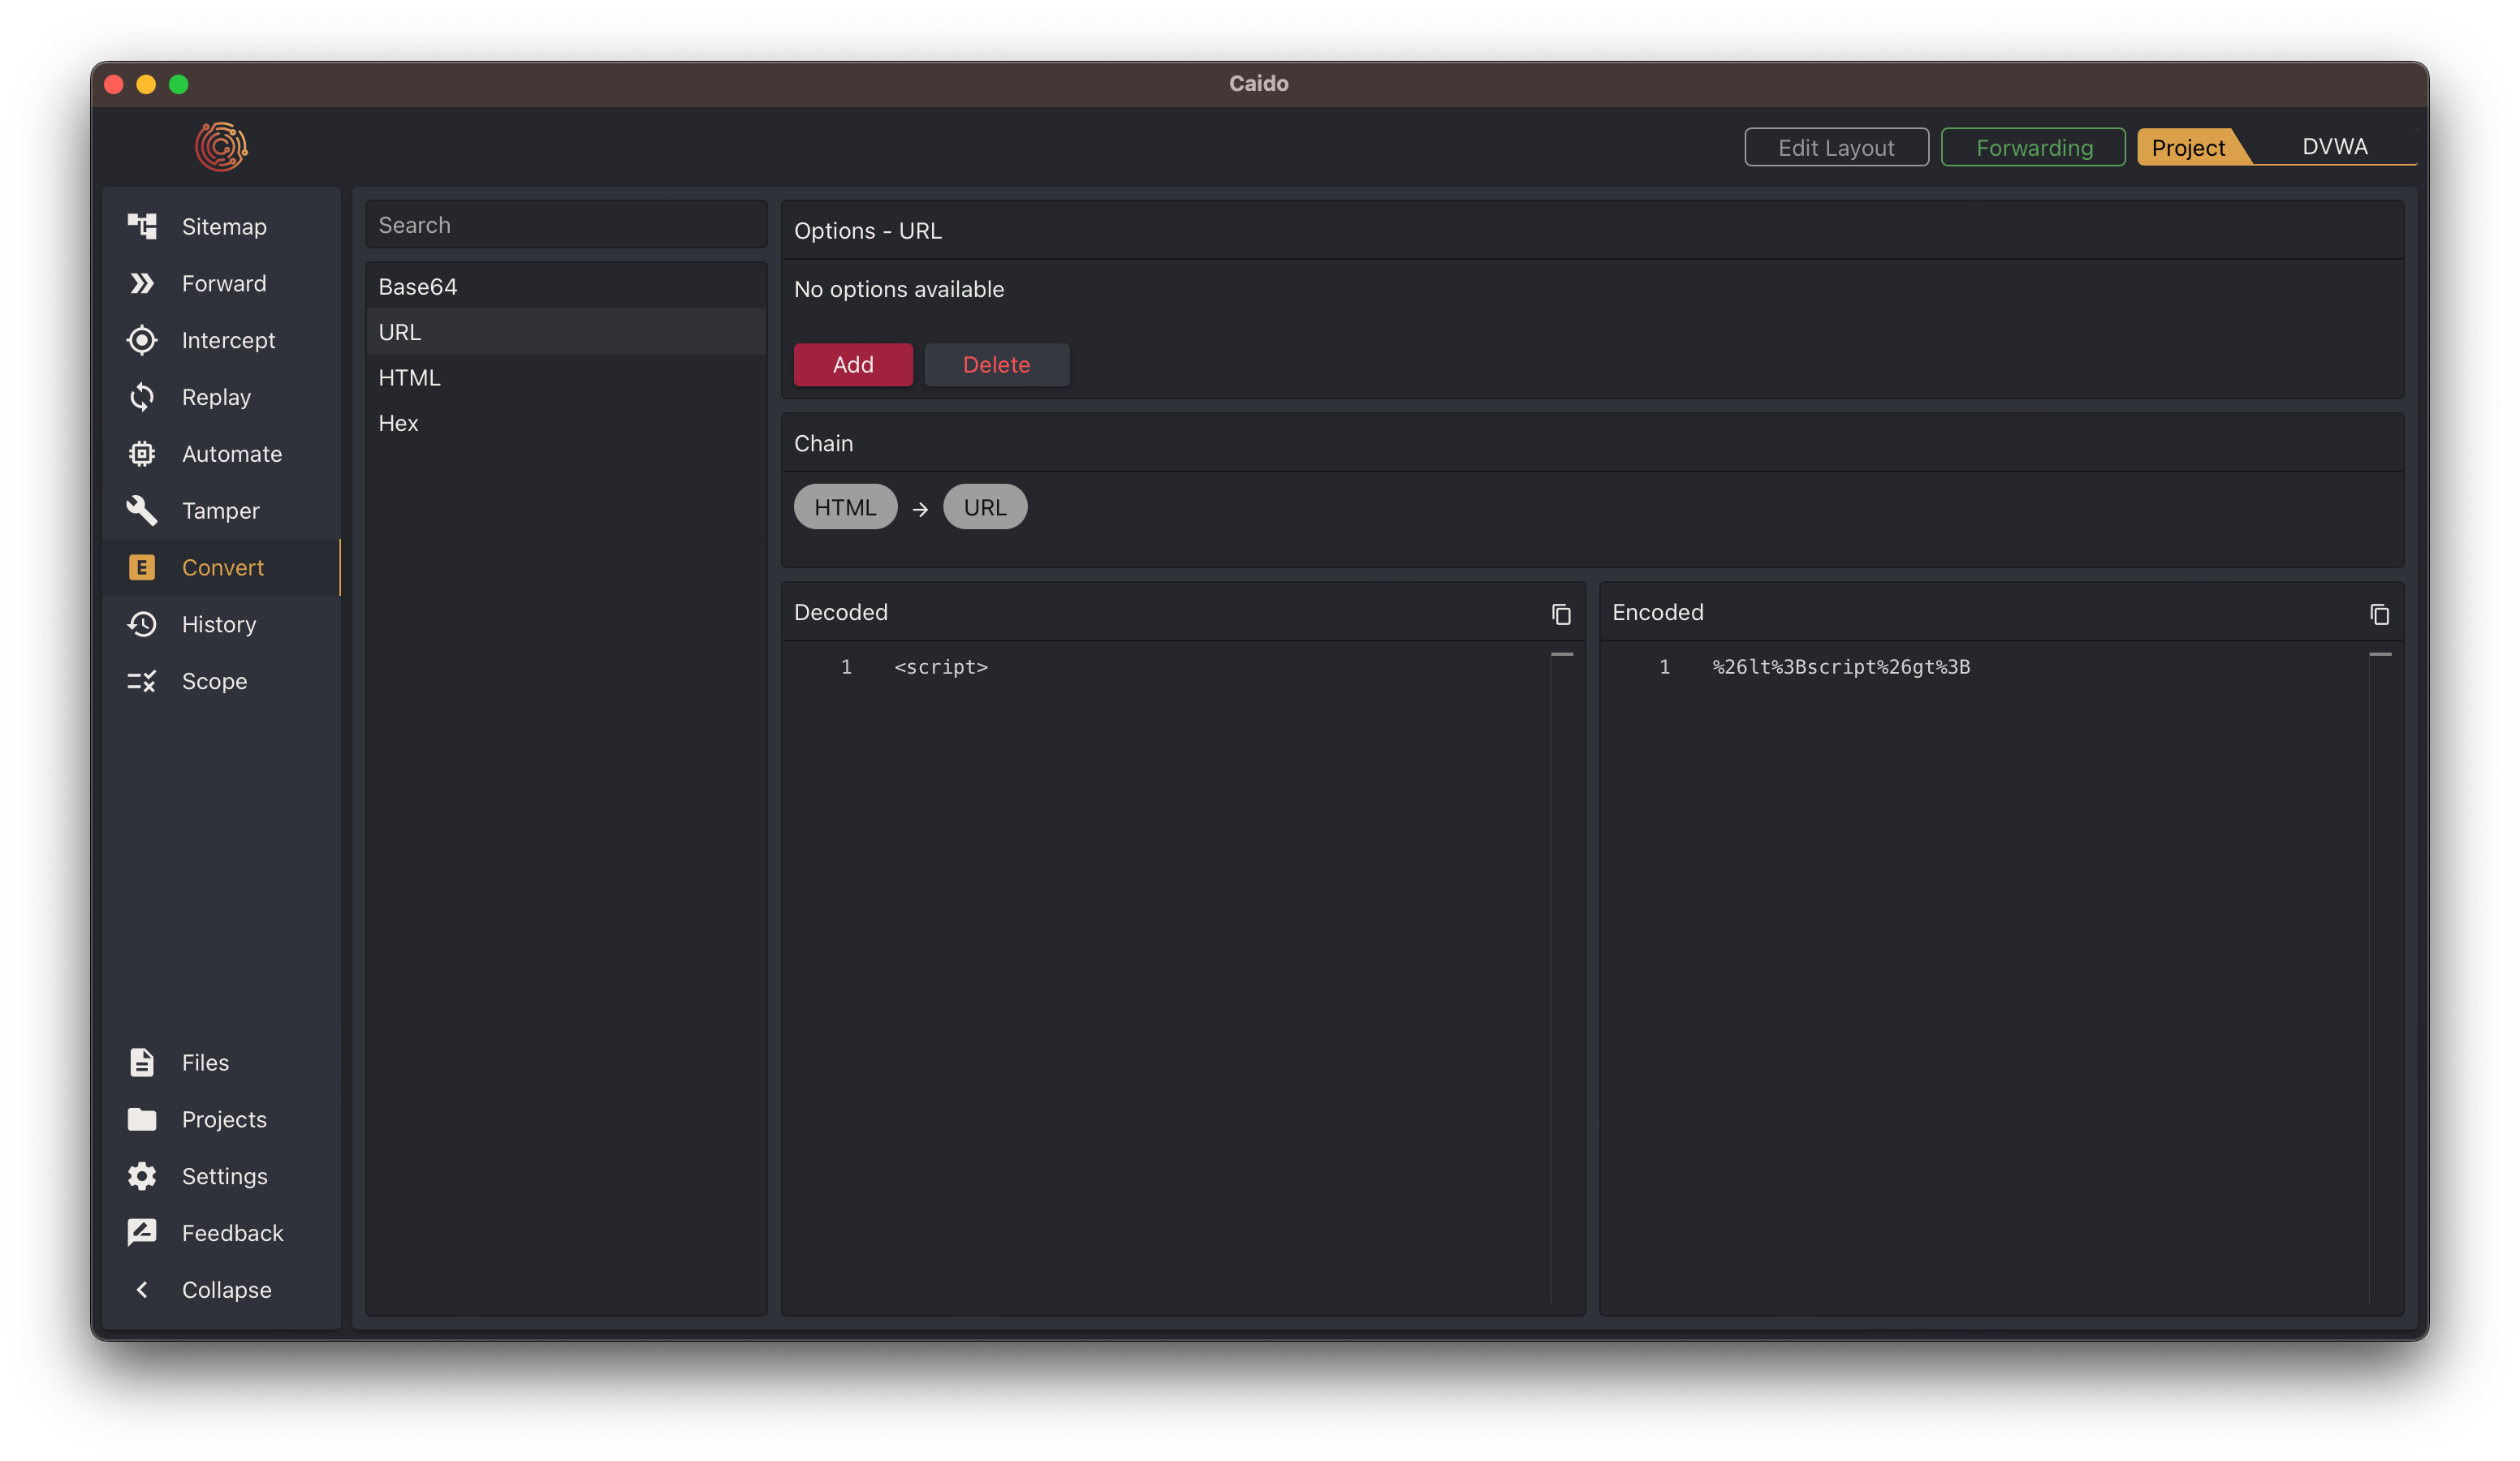 Caido
Edit Layout
Forwarding
Project
DVWA
Sitemap
Forward
Intercept
Replay
Automate
Tamper
E Convert
History
Scope
Files
Projects
Settings
Feedback
Collapse
Search
Base64
URL
HTML
Hex
Options - URL
No options available
Add
Delete
Chain
HTML → URL
Decoded
1 <script>
Encoded
1 %26lt%3Bscript%26gt%3B